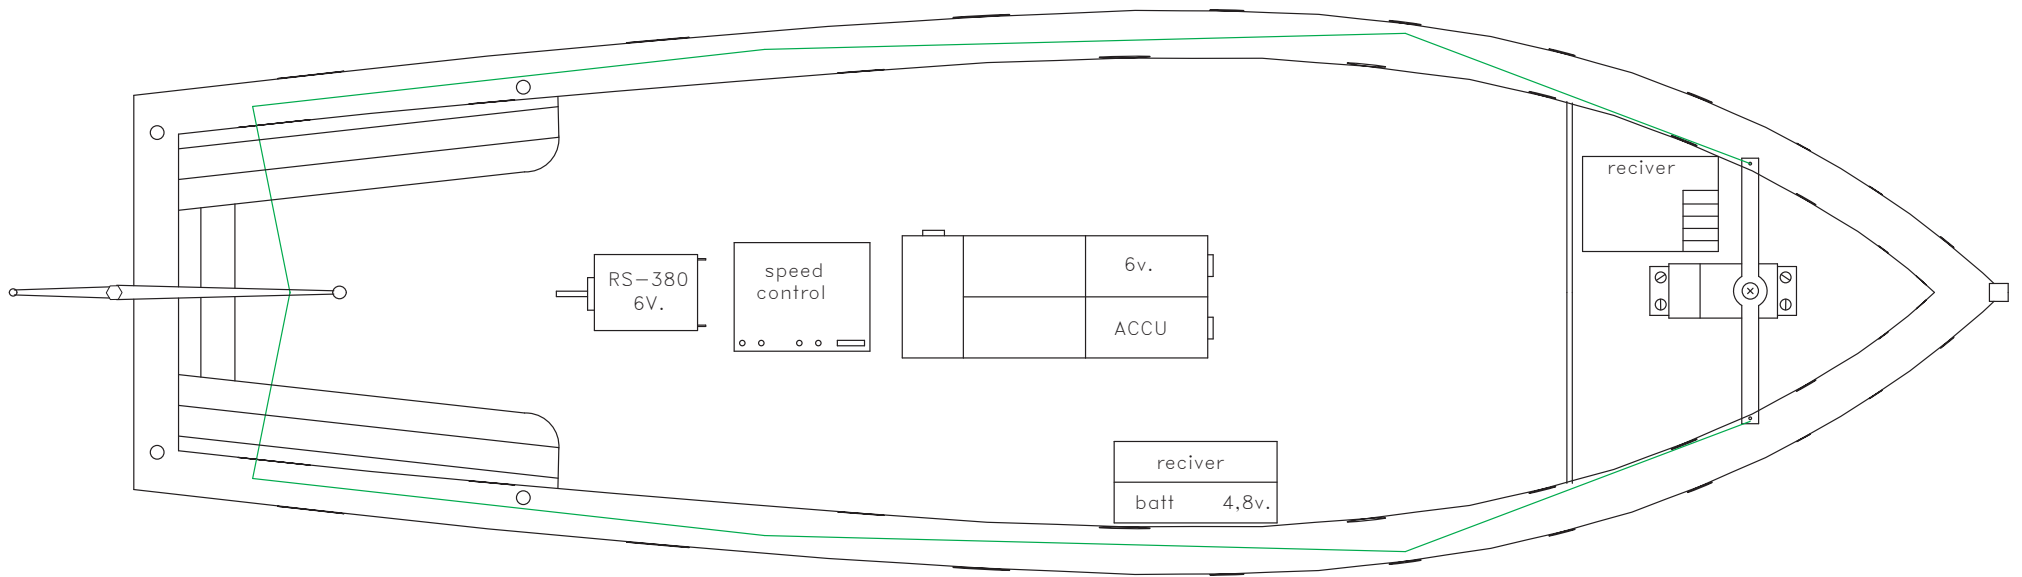 reciver
RS-380
6V.
speed
control
6v.
ACCU
reciver
batt 4,8v.